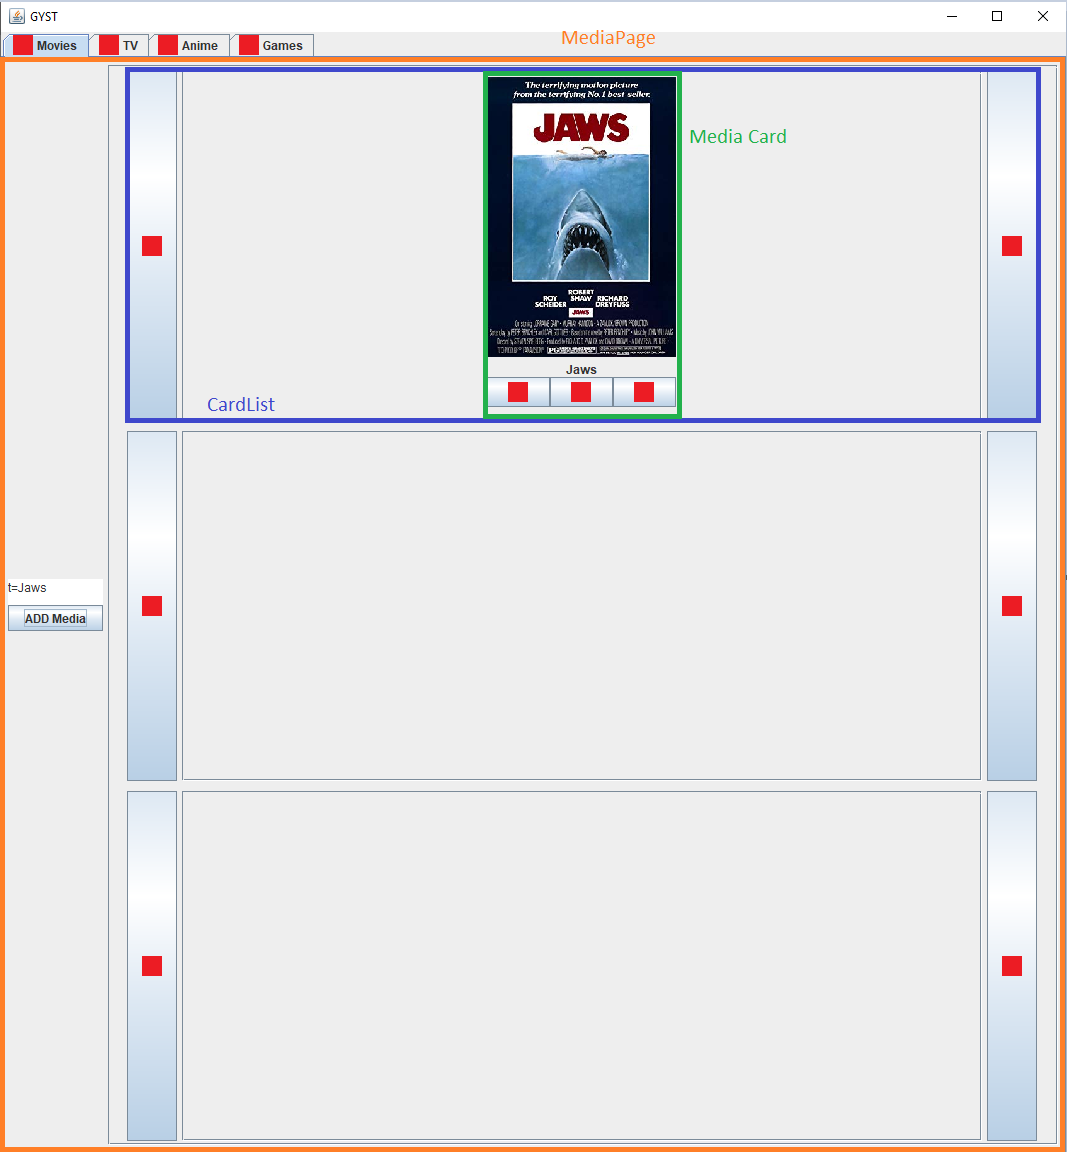 GYST
MediaPage
Movies TV Anime Games
The terrifying motion picture
from the terrifying No. 1 best seller.
JAWS
Media Card
ROBERT
ROY SHAW RICHARD
SCHEIDER DREYFUSS
JAWS
Jaws
CardList
t=Jaws
ADD Media